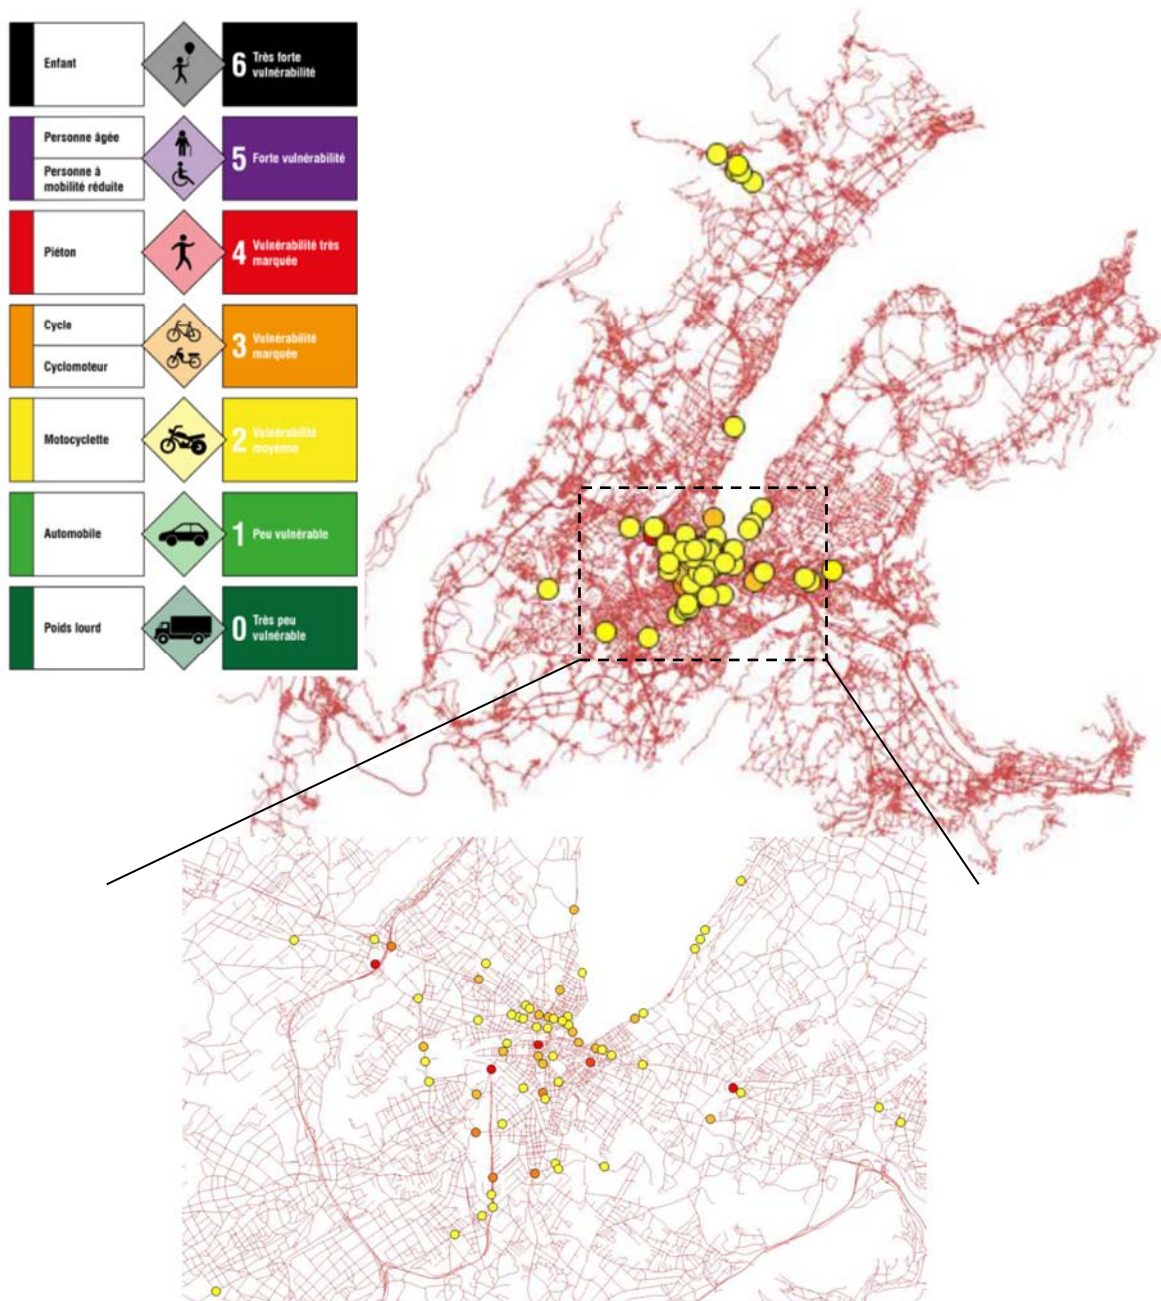 Enfant
6 Très forte
vulnérabilité
Personne âgée
Personne à
mobilité réduite
5 Forte vulnérabilité
Piéton
4 Vulnérabilité très
marquée
Cycle
Cyclomoteur
3 Vulnérabilité
marquée
Motocyclette
2 Vulnérabilité
moyenne
Automobile
1 Peu vulnérable
Poids lourd
0 Très peu
vulnérable